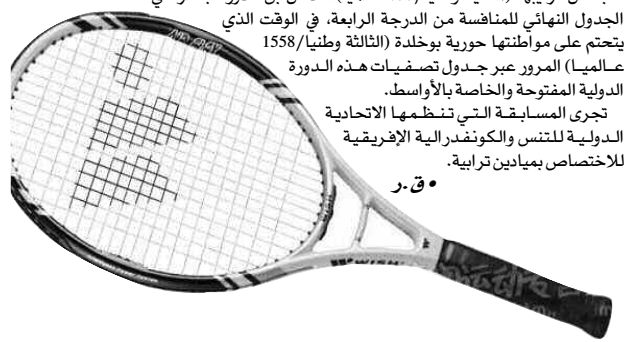 الجدول النهائي للمنافسة من الدرجة الرابعة، في الوقت الذي
يتحتم على مواطنتها حورية بوخلدة (الثالثة وطنيا/1558
عالميا) المرور عبر جدول تصفيات هذه الدورة
الدولية المفتوحة والخاصة بالأواسط.
تجرى المسابقة التي تنظمها الاتحادية
الدولية للتنس والكونفدرالية الإفريقية
للاختصاص بميادين ترابية.
• ق.ر
WISH